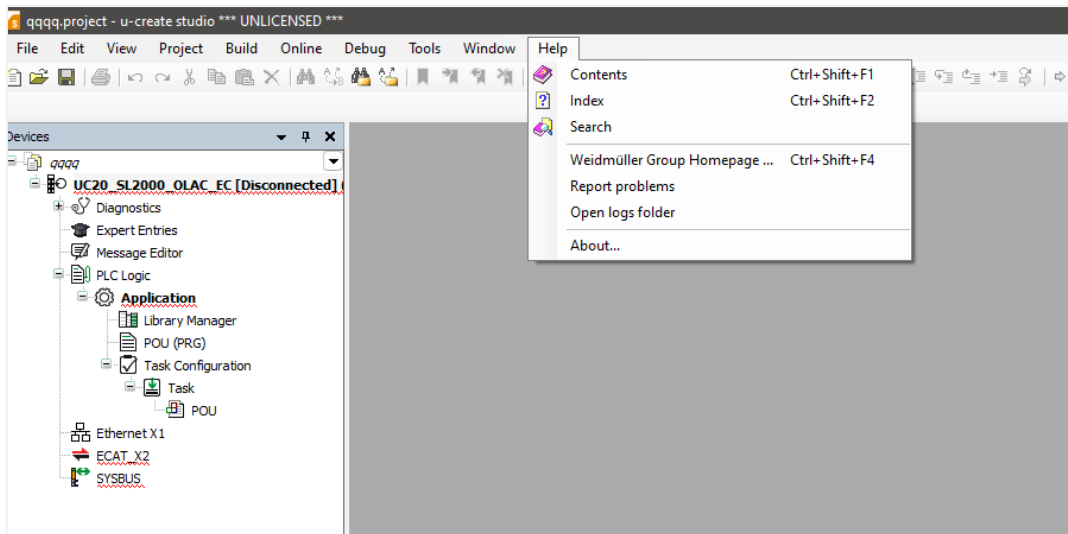 qqqq.project - u-create studio *** UNLICENSED ***
File Edit View Project Build Online Debug Tools Window Help
Contents Ctrl+Shift+F1
Index Ctrl+Shift+F2
Search
Weidmüller Group Homepage ... Ctrl+Shift+F4
Report problems
Open logs folder
About...
Devices
qqqq
UC20_SL2000_OLAC_EC [Disconnected] (
Diagnostics
Expert Entries
Message Editor
PLC Logic
Application
Library Manager
POU (PRG)
Task Configuration
Task
POU
Ethernet X1
ECAT_X2
SYSBUS